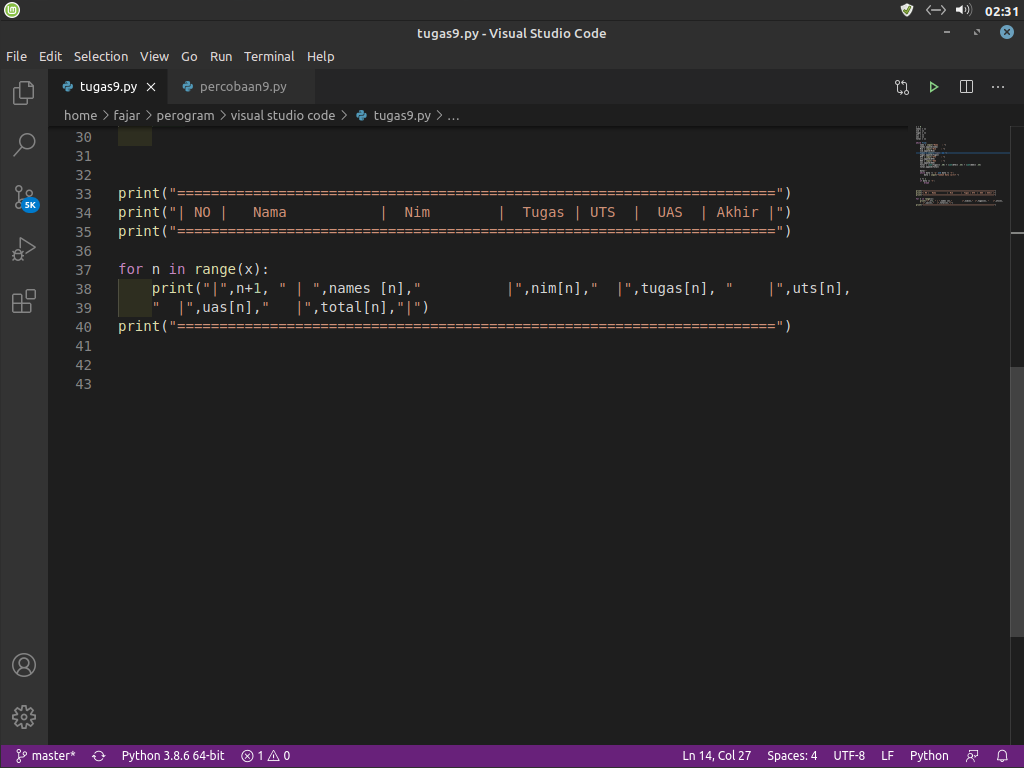 02:31
tugas9.py - Visual Studio Code
File Edit Selection View Go Run Terminal Help
tugas9.py percobaan9.py
home > fajar > perogram > visual studio code > tugas9.py > ...
30
31
32
33 print("=======================================================================")
34 print("| NO |   Nama           |  Nim        |  Tugas | UTS  |  UAS  | Akhir |")
35 print("=======================================================================")
36
37 for n in range(x):
38     print("|",n+1, " | ",names [n],"          |",nim[n],"  |",tugas[n], "    |",uts[n],
39     "  |",uas[n],"   |",total[n],"|")
40 print("=======================================================================")
41
42
43
5K
master* Python 3.8.6 64-bit 1 0 Ln 14, Col 27 Spaces: 4 UTF-8 LF Python